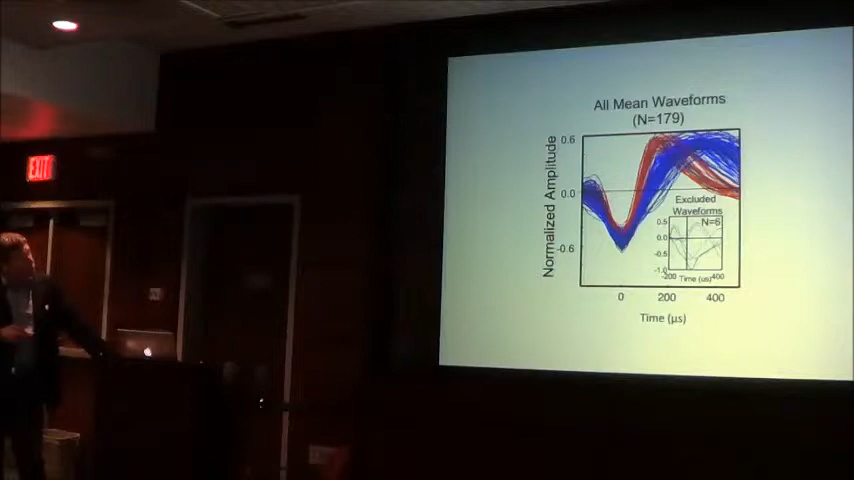 EXIT
All Mean Waveforms
(N=179)
Normalized Amplitude
0.6
0.0
-0.6
0
200
400
Time (µs)
Excluded
Waveforms
N=6
0.5
0.0
-0.5
-1.0
-200
400
Time (us)